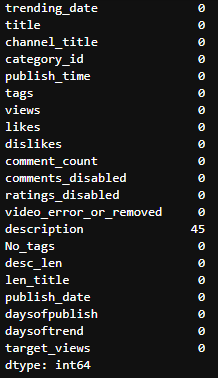 trending_date 0
title 0
channel_title 0
category_id 0
publish_time 0
tags 0
views 0
likes 0
dislikes 0
comment_count 0
comments_disabled 0
ratings_disabled 0
video_error_or_removed 0
description 45
No_tags 0
desc_len 0
len_title 0
publish_date 0
daysofpublish 0
daysoftrend 0
target_views 0
dtype: int64